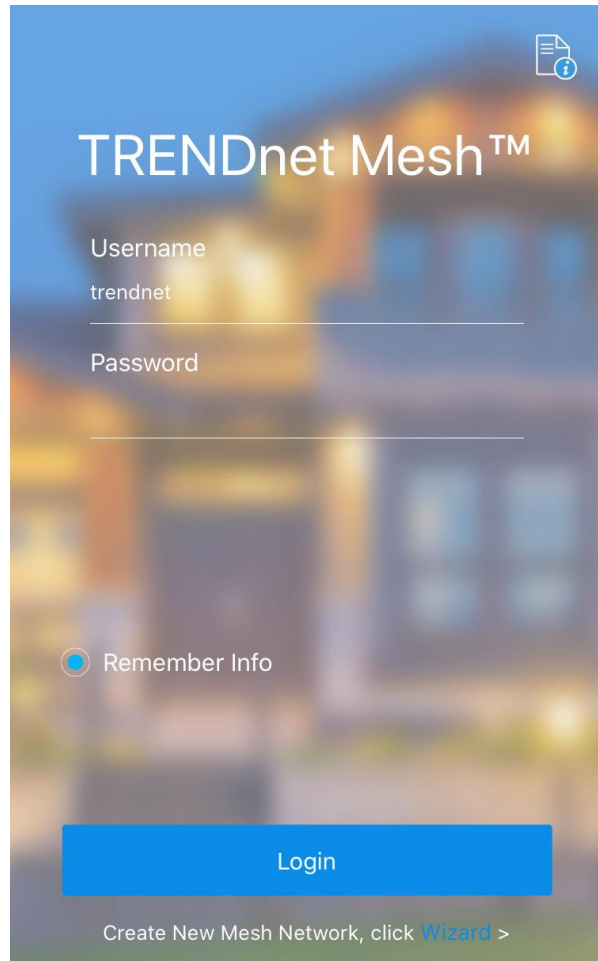 TRENDnet Mesh™
Username
trendnet
Password
Remember Info
Login
Create New Mesh Network, click Wizard >